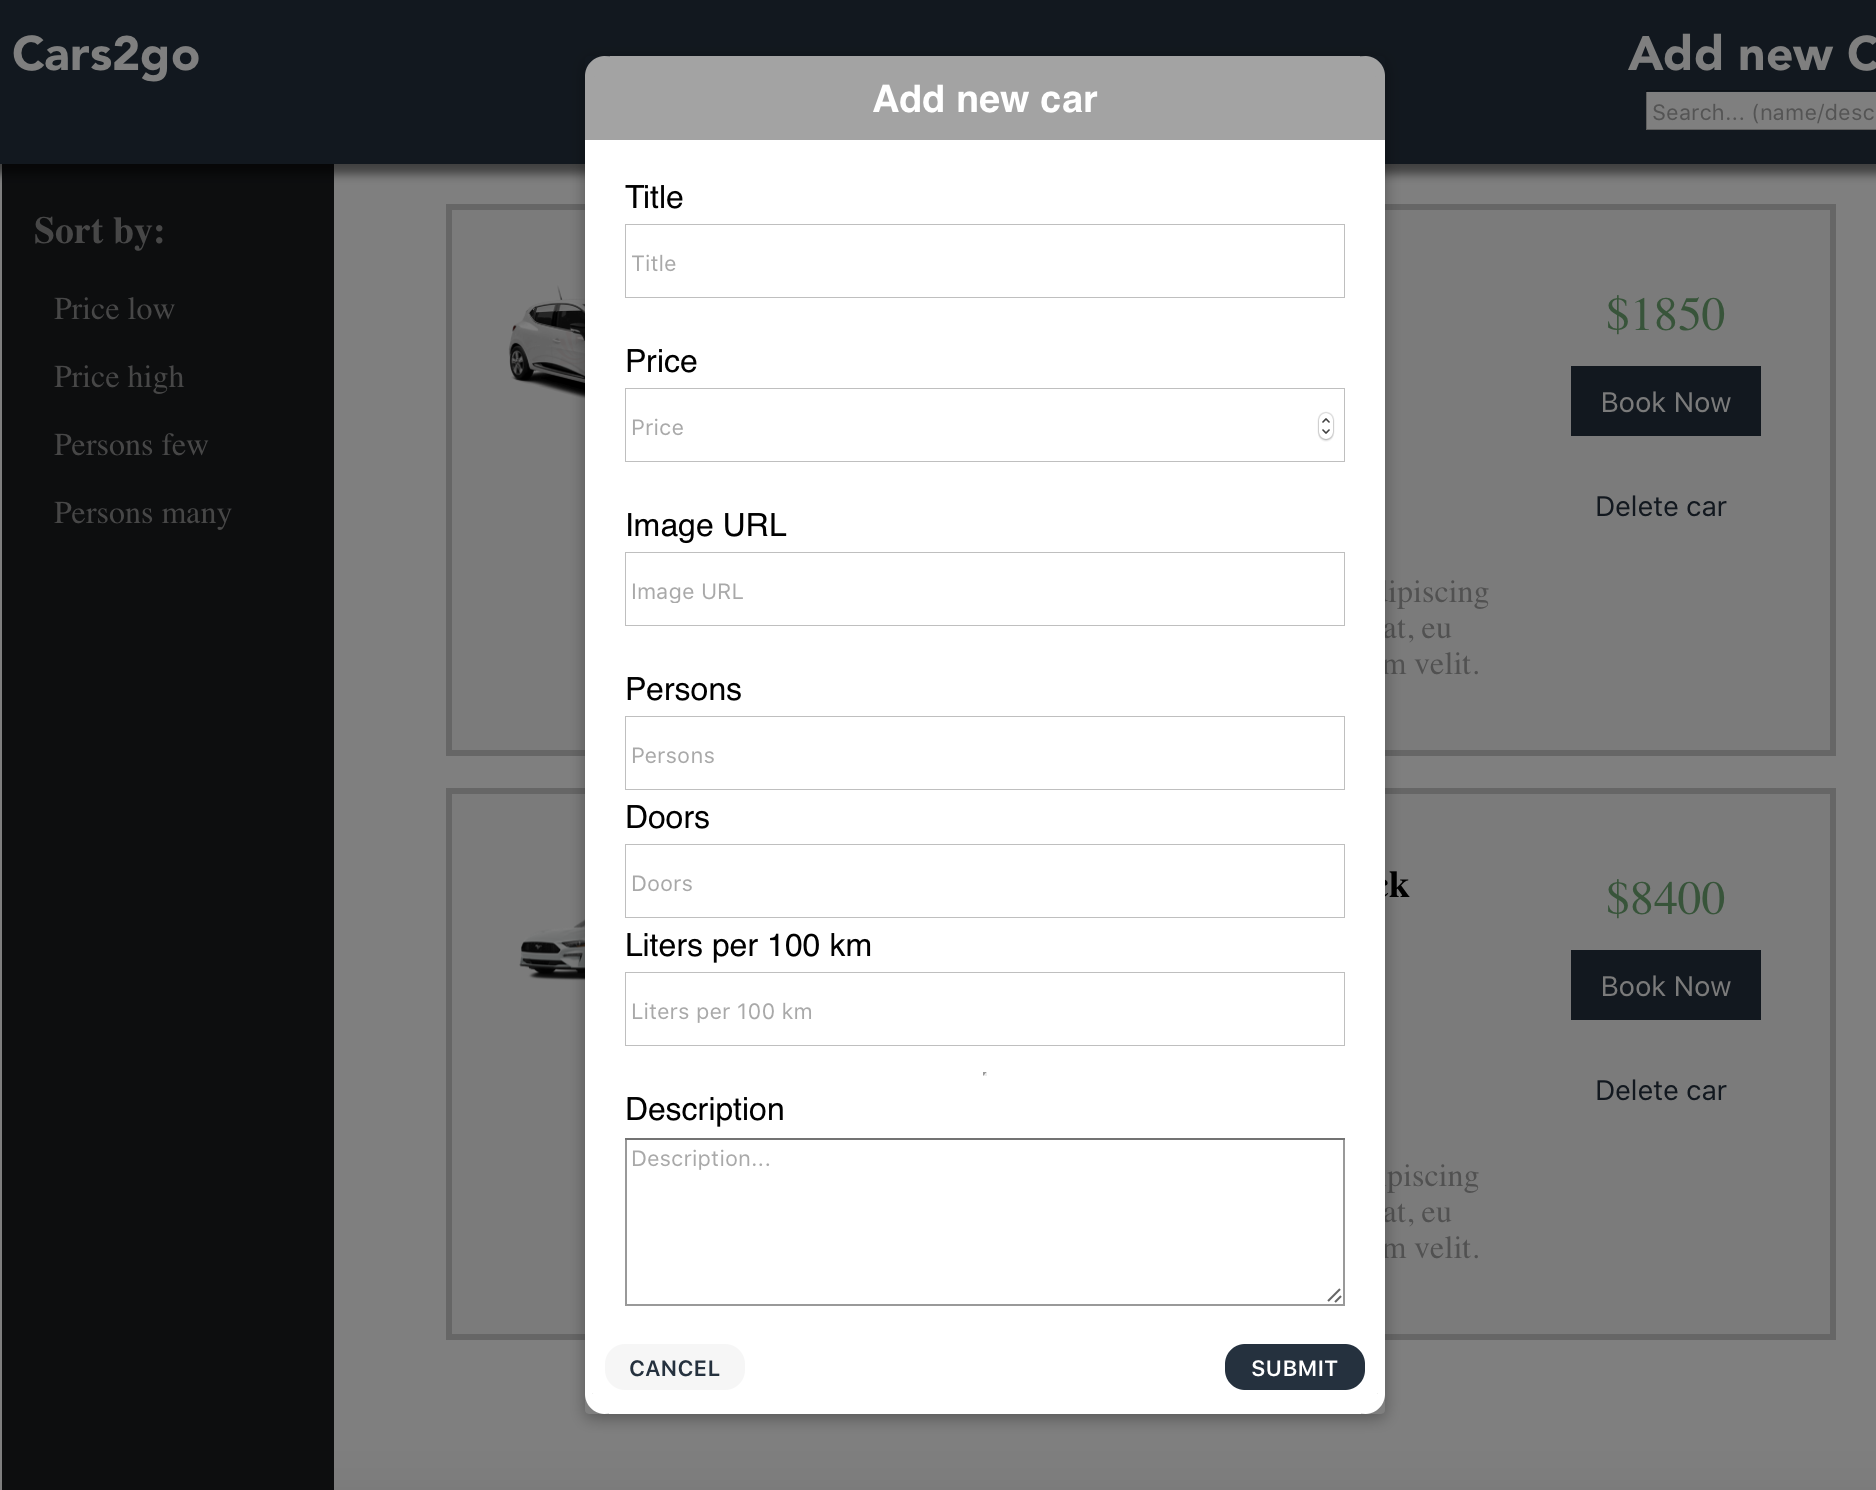 Cars2go
Add new C
Search... (name/desc
Sort by:
Price low
Price high
Persons few
Persons many
Add new car
Title
Title
Price
Price
Image URL
Image URL
Persons
Persons
Doors
Doors
Liters per 100 km
Liters per 100 km
Description
Description...
CANCEL
SUBMIT
$1850
Book Now
Delete car
ipiscing
at, eu
m velit.
ck
$8400
Book Now
Delete car
piscing
at, eu
m velit.